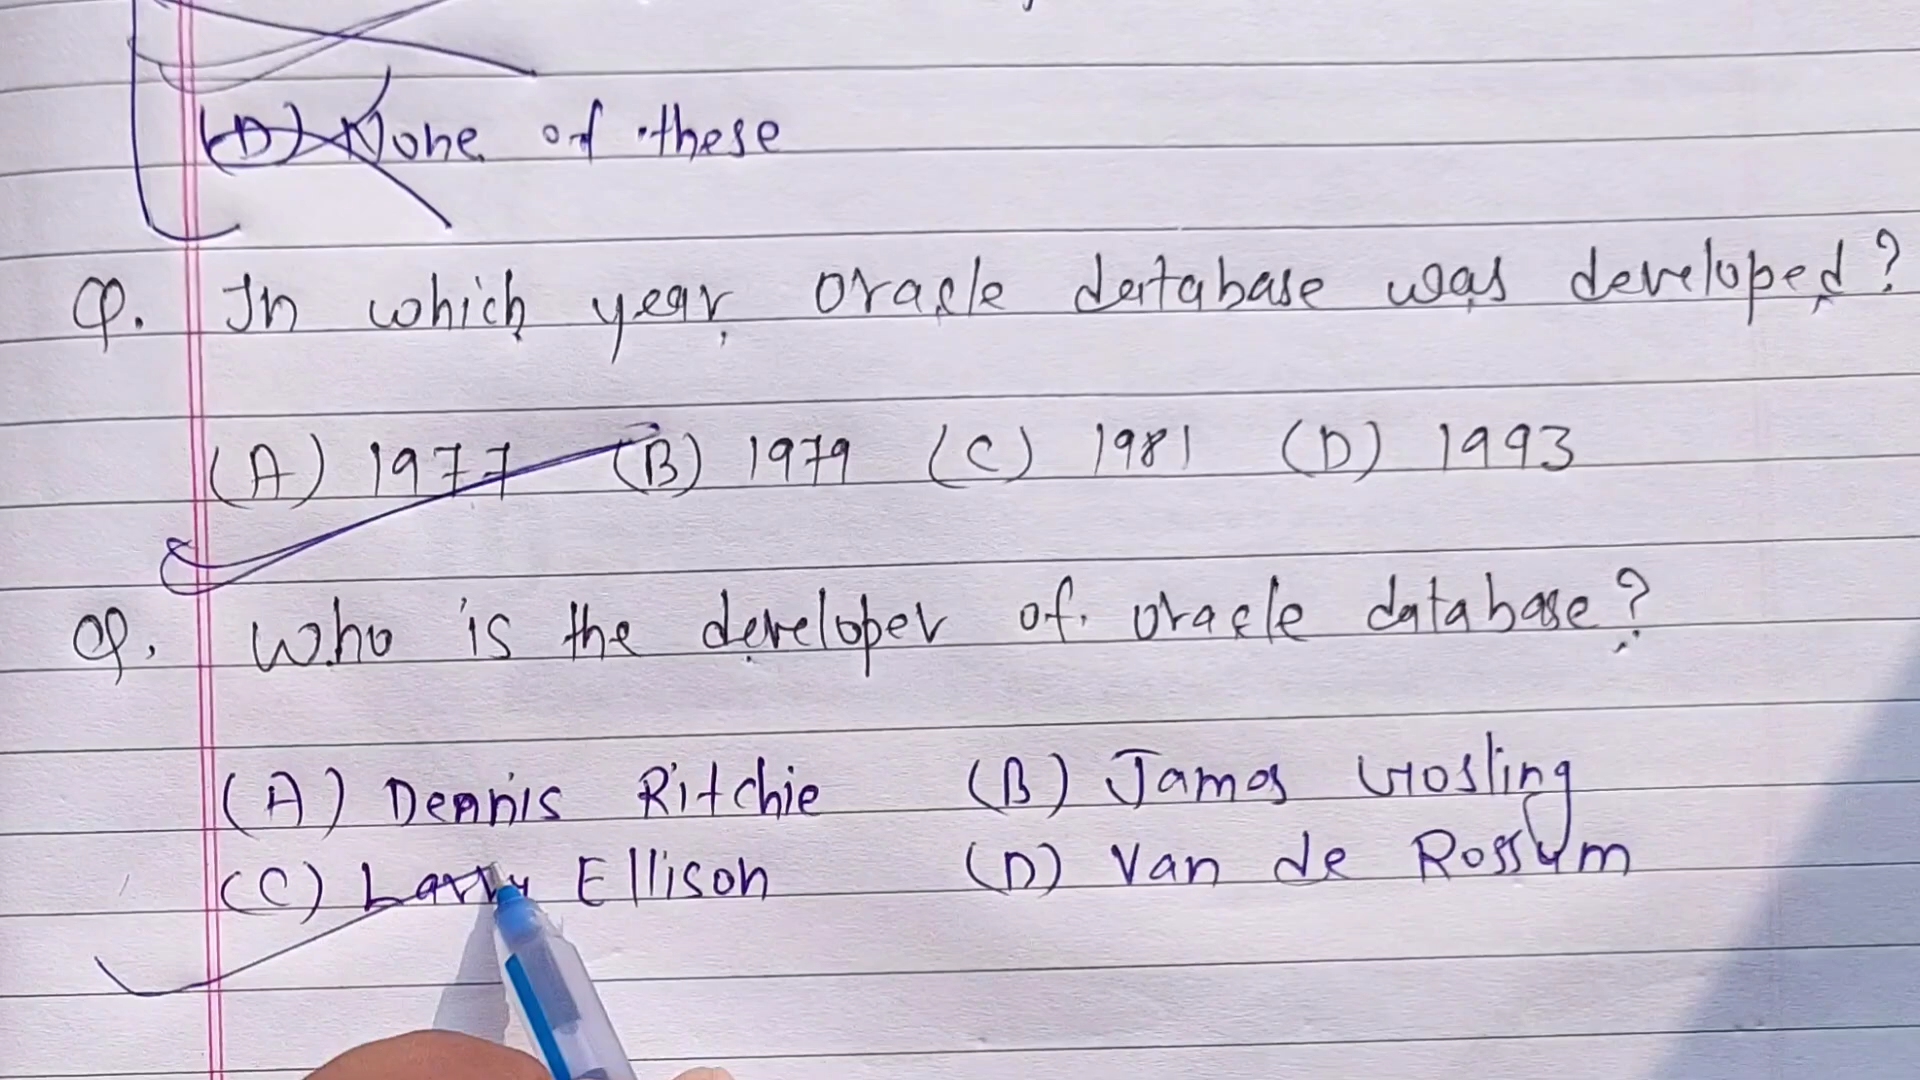 (D) None of these
Q. In which year oracle database was developed?
(A) 1977 (B) 1979 (C) 1981 (D) 1993
Q. Who is the developer of oracle database?
(A) Dennis Ritchie (B) James Gosling
(C) Larry Ellison (D) Van de Rossum